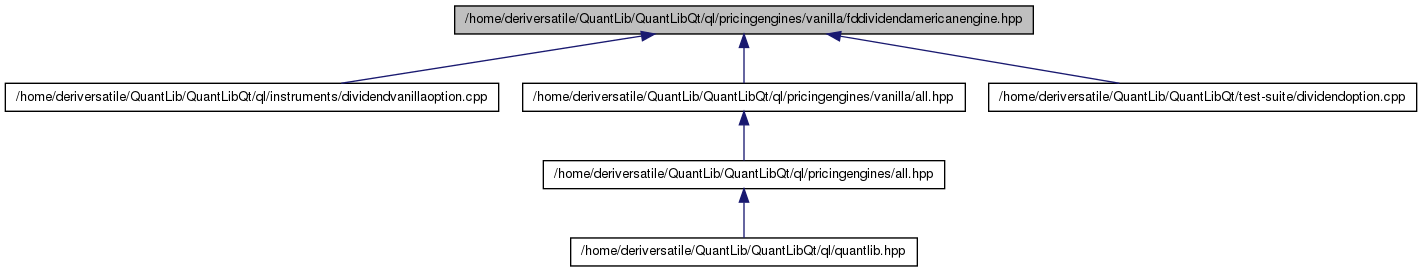 /home/deriversatile/QuantLib/QuantLibQt/ql/pricingengines/vanilla/fddividendamericanengine.hpp
/home/deriversatile/QuantLib/QuantLibQt/ql/instruments/dividendvanillaoption.cpp
/home/deriversatile/QuantLib/QuantLibQt/ql/pricingengines/vanilla/all.hpp
/home/deriversatile/QuantLib/QuantLibQt/test-suite/dividendoption.cpp
/home/deriversatile/QuantLib/QuantLibQt/ql/pricingengines/all.hpp
/home/deriversatile/QuantLib/QuantLibQt/ql/quantlib.hpp